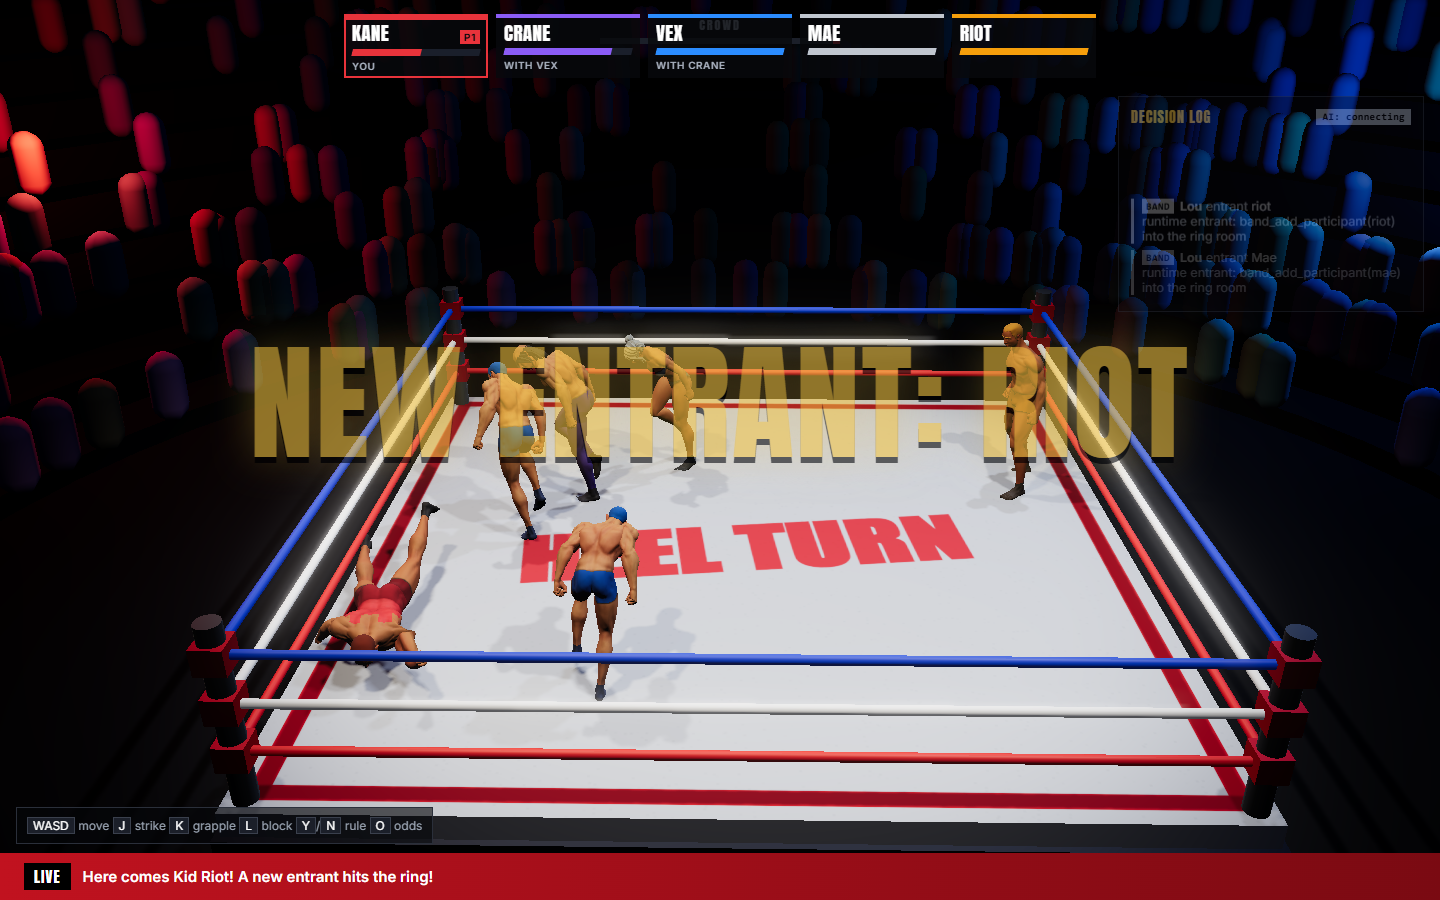 KANE
P1
YOU
CRANE
WITH VEX
CROWD
VEX
WITH CRANE
MAE
RIOT
DECISION LOG
AI: connecting
BAND Lou entrant riot
runtime entrant: band_add_participant(riot)
into the ring room
BAND Lou entrant Mae
runtime entrant: band_add_participant(mae)
into the ring room
NEW ENTRANT: RIOT
HEEL TURN
WASD move J strike K grapple L block Y/N rule O odds
LIVE Here comes Kid Riot! A new entrant hits the ring!